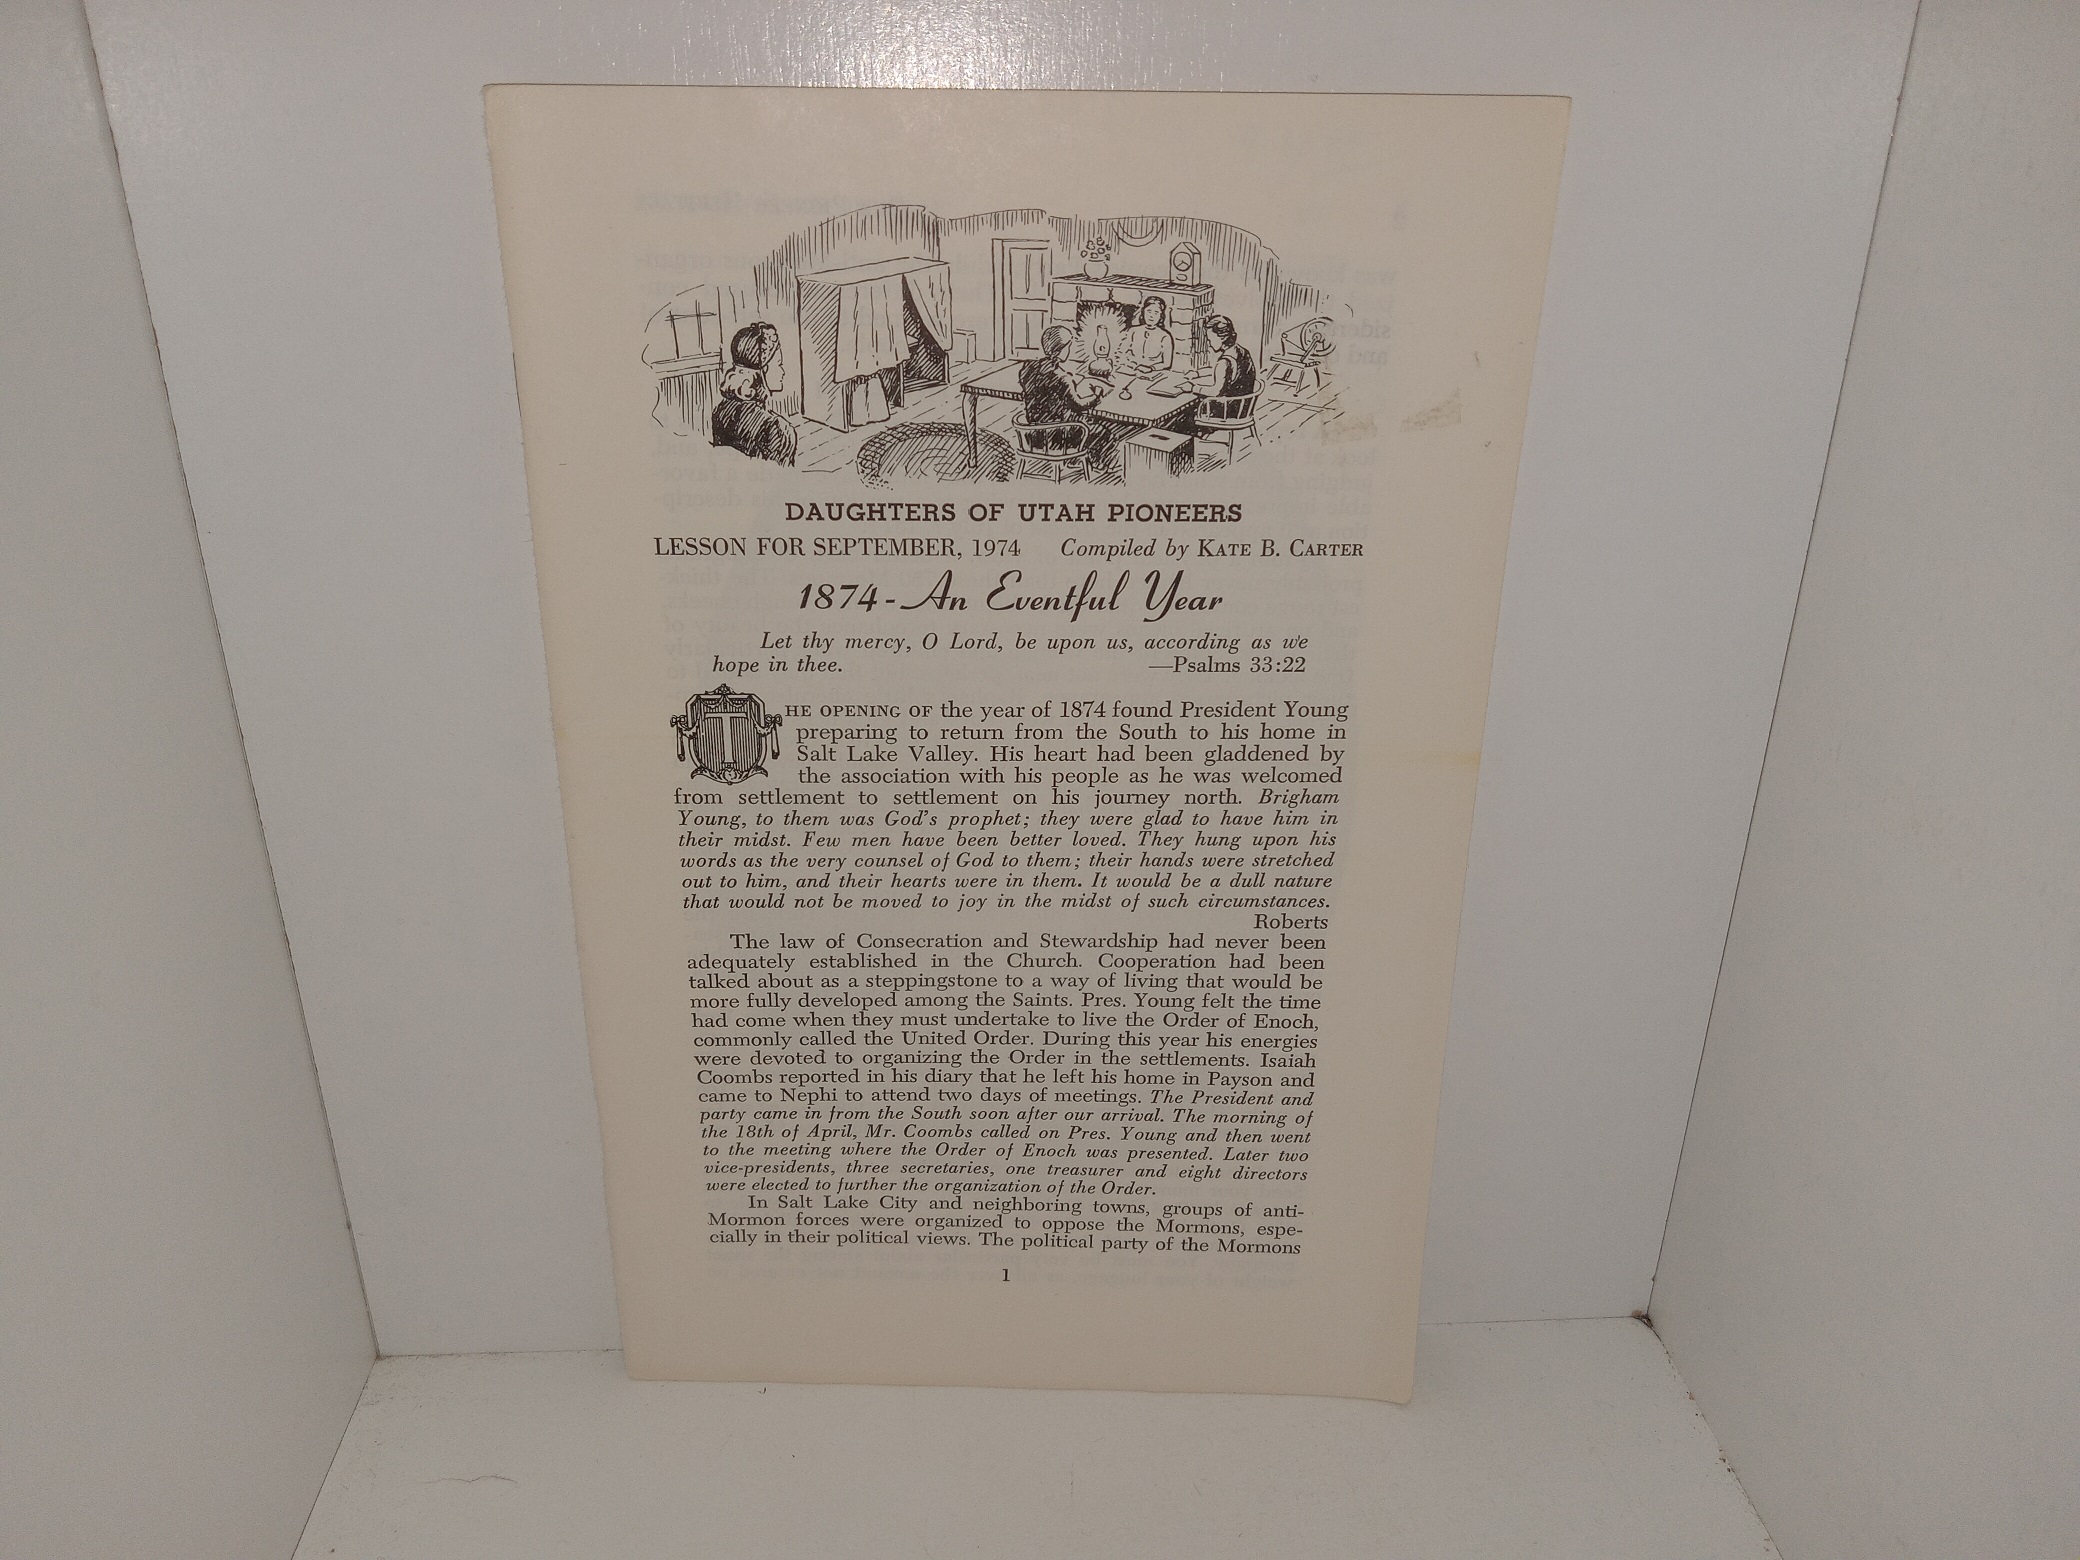 DAUGHTERS OF UTAH PIONEERS
LESSON FOR SEPTEMBER, 1974 Compiled by KATE B. CARTER
1874-An Eventful Year
Let thy mercy, O Lord, be upon us, according as we
hope in thee. —Psalms 33:22
THE OPENING OF the year of 1874 found President Young
preparing to return from the South to his home in
Salt Lake Valley. His heart had been gladdened by
the association with his people as he was welcomed
from settlement to settlement on his journey north. Brigham
Young, to them was God's prophet; they were glad to have him in
their midst. Few men have been better loved. They hung upon his
words as the very counsel of God to them; their hands were stretched
out to him, and their hearts were in them. It would be a dull nature
that would not be moved to joy in the midst of such circumstances.
Roberts
The law of Consecration and Stewardship had never been
adequately established in the Church. Cooperation had been
talked about as a steppingstone to a way of living that would be
more fully developed among the Saints. Pres. Young felt the time
had come when they must undertake to live the Order of Enoch,
commonly called the United Order. During this year his energies
were devoted to organizing the Order in the settlements. Isaiah
Coombs reported in his diary that he left his home in Payson and
came to Nephi to attend two days of meetings. The President and
party came in from the South soon after our arrival. The morning of
the 18th of April, Mr. Coombs called on Pres. Young and then went
to the meeting where the Order of Enoch was presented. Later two
vice-presidents, three secretaries, one treasurer and eight directors
were elected to further the organization of the Order.
In Salt Lake City and neighboring towns, groups of anti-
Mormon forces were organized to oppose the Mormons, espe-
cially in their political views. The political party of the Mormons
1